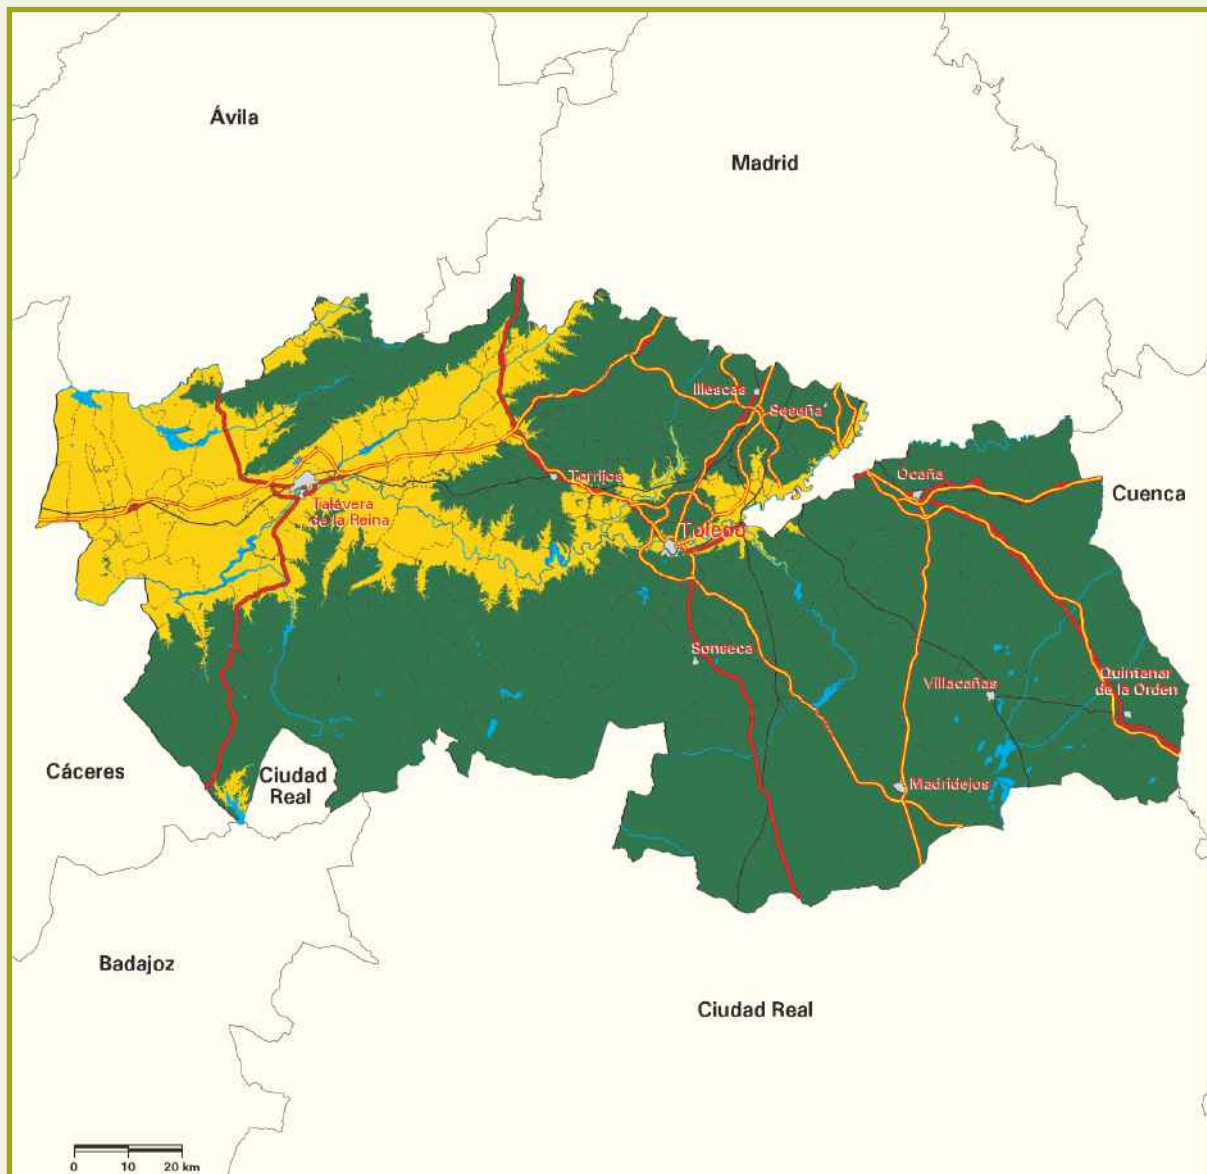 Ávila
Madrid
Illescas
Seseña
Torrijos
Ocaña
Cuenca
Talavera
de la Reina
Toledo
Sonseca
Villacañas
Quintanar
de la Orden
Cáceres
Ciudad
Real
Madridejos
Badajoz
Ciudad Real
0 10 20 km